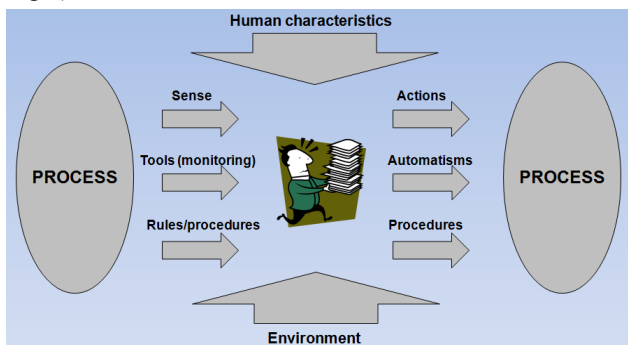 Human characteristics
Sense
Actions
PROCESS
Tools (monitoring)
Automatisms
PROCESS
Rules/procedures
Procedures
Environment